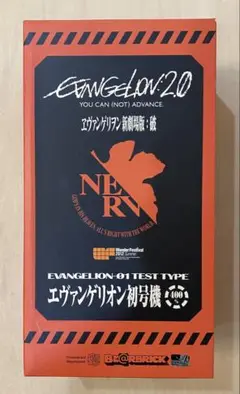 EVANGELION:2.0
YOU CAN (NOT) ADVANCE.
ヱヴァンゲリヲン新劇場版:破
NERV
GOD'S IN HIS HEAVEN. ALL'S RIGHT WITH THE WORLD.
Wonder Festival
EVANGELION-01 TEST TYPE
エヴァンゲリオン初号機
400%
BE@RBRICK